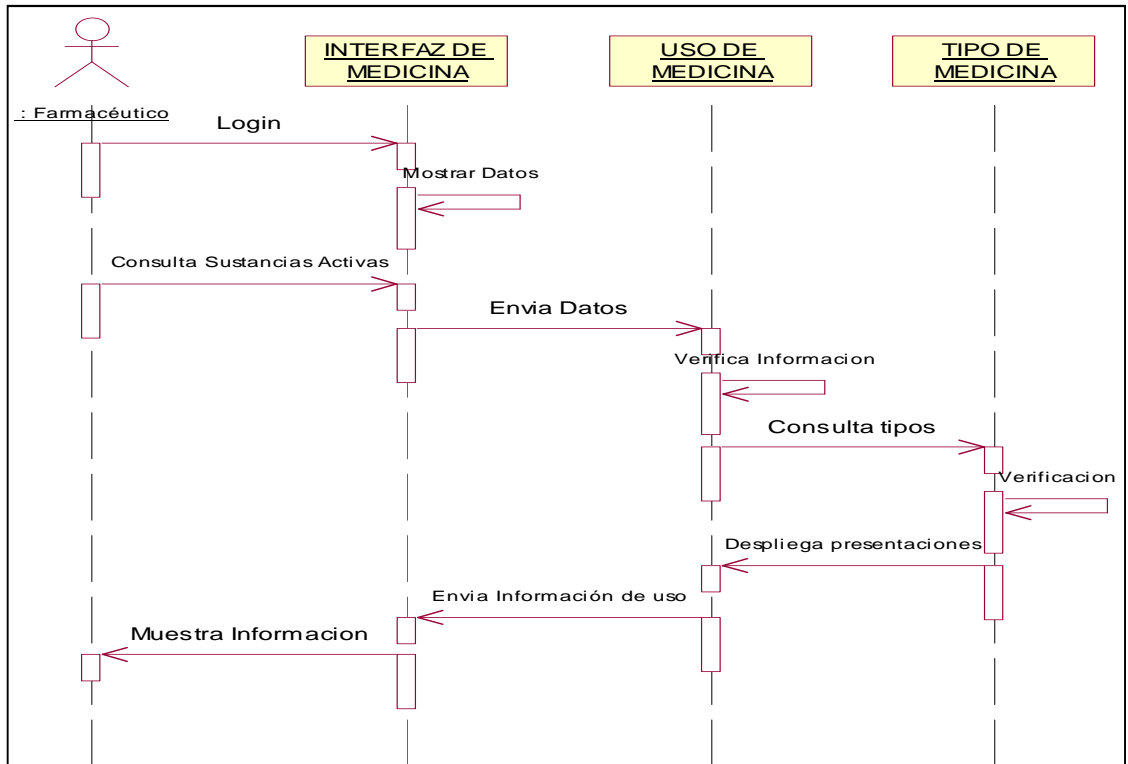 INTERFAZ DE
MEDICINA
USO DE
MEDICINA
TIPO DE
MEDICINA
: Farmacéutico
Login
Mostrar Datos
Consulta Sustancias Activas
Envia Datos
Verifica Informacion
Consulta tipos
Verificacion
Despliega presentaciones
Envia Información de uso
Muestra Informacion